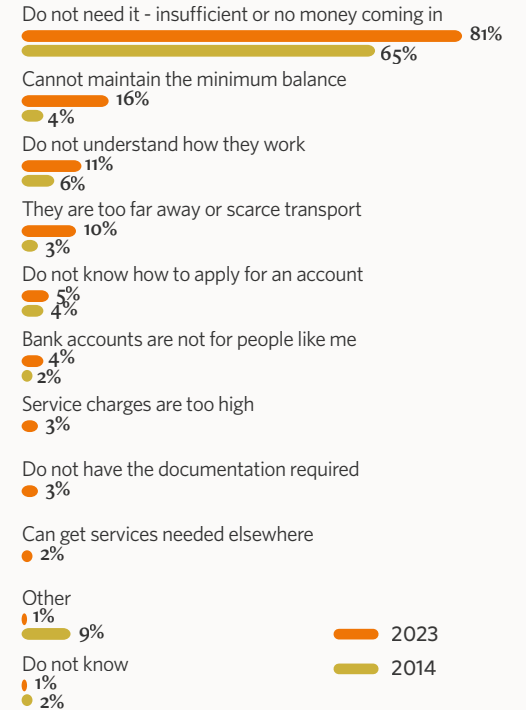 Do not need it - insufficient or no money coming in
81%
65%
Cannot maintain the minimum balance
16%
4%
Do not understand how they work
11%
6%
They are too far away or scarce transport
10%
3%
Do not know how to apply for an account
5%
4%
Bank accounts are not for people like me
4%
2%
Service charges are too high
3%
Do not have the documentation required
3%
Can get services needed elsewhere
2%
Other
1%
9%
2023
Do not know
2014
1%
2%